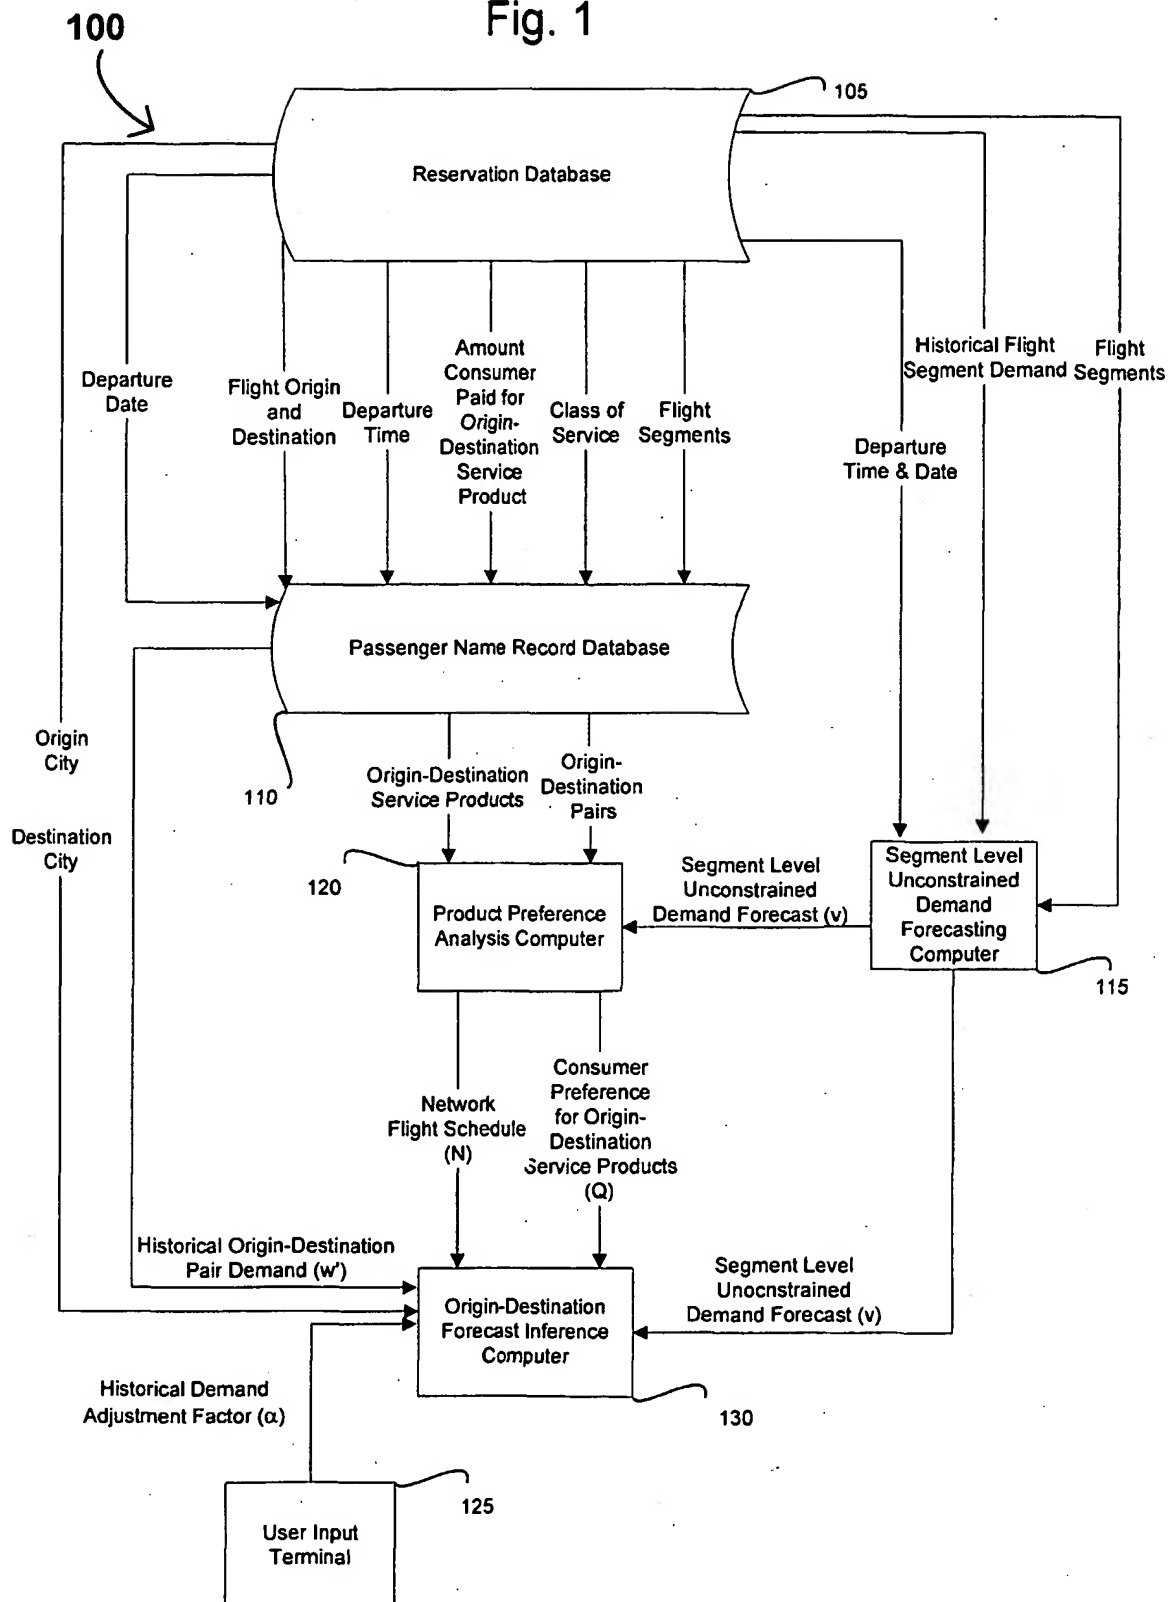 Fig. 1
100
105
Reservation Database
Departure
Date
Flight Origin
and
Destination
Departure
Time
Amount
Consumer
Paid for
Origin-
Destination
Service
Product
Class of
Service
Flight
Segments
Departure
Time & Date
Historical Flight
Segment Demand
Flight
Segments
Passenger Name Record Database
Origin
City
110
Origin-Destination
Service Products
Origin-
Destination
Pairs
Destination
City
120
Product Preference
Analysis Computer
Segment Level
Unconstrained
Demand Forecast (v)
Segment Level
Unconstrained
Demand
Forecasting
Computer
115
Network
Flight Schedule
(N)
Consumer
Preference
for Origin-
Destination
Service Products
(Q)
Historical Origin-Destination
Pair Demand (w')
Origin-Destination
Forecast Inference
Computer
Segment Level
Unocnstrained
Demand Forecast (v)
130
Historical Demand
Adjustment Factor (α)
125
User Input
Terminal